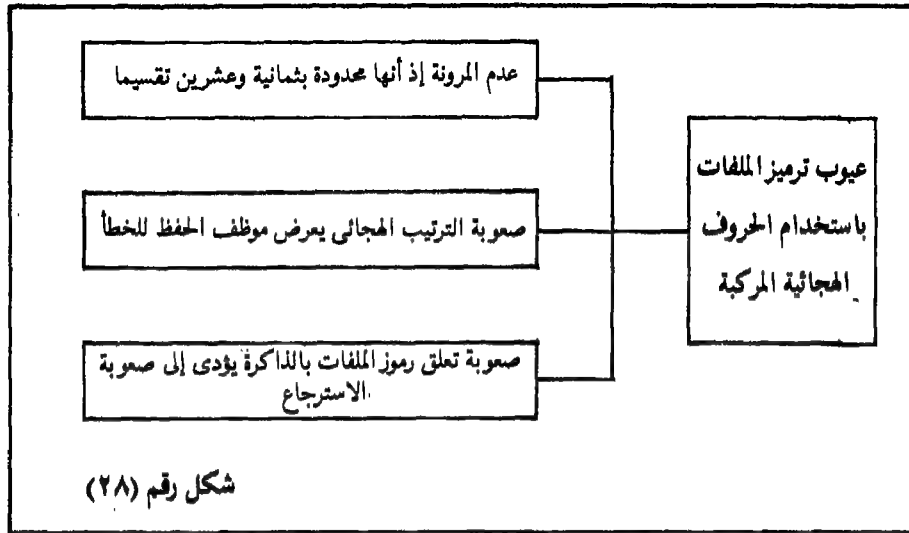 عيوب ترميز الملفات
باستخدام الحروف
الهجائية المركبة
عدم المرونة إذ أنها محدودة بثمانية وعشرين تقسيما
صعوبة الترتيب الهجائى يعرض موظف الحفظ للخطأ
صعوبة تعلق رموز الملفات بالذاكرة يؤدى إلى صعوبة
الاسترجاع
شكل رقم (٢٨)